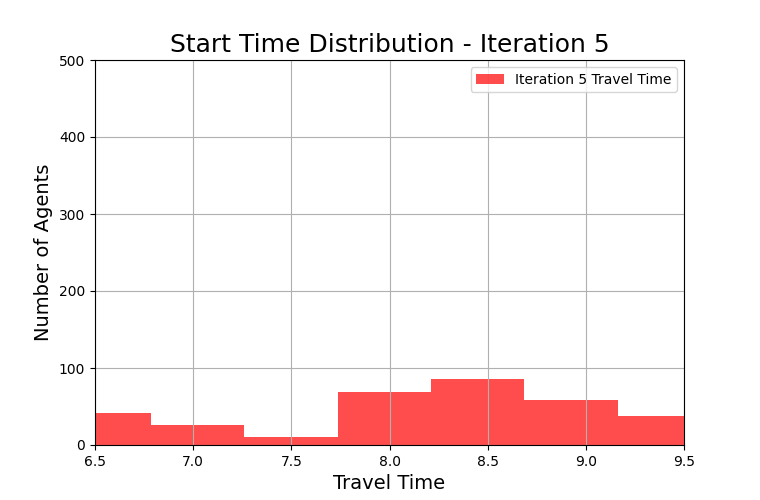 Start Time Distribution - Iteration 5
500
Iteration 5 Travel Time
400
300
200
100
0
Number of Agents
6.5 7.0 7.5 8.0 8.5 9.0 9.5
Travel Time